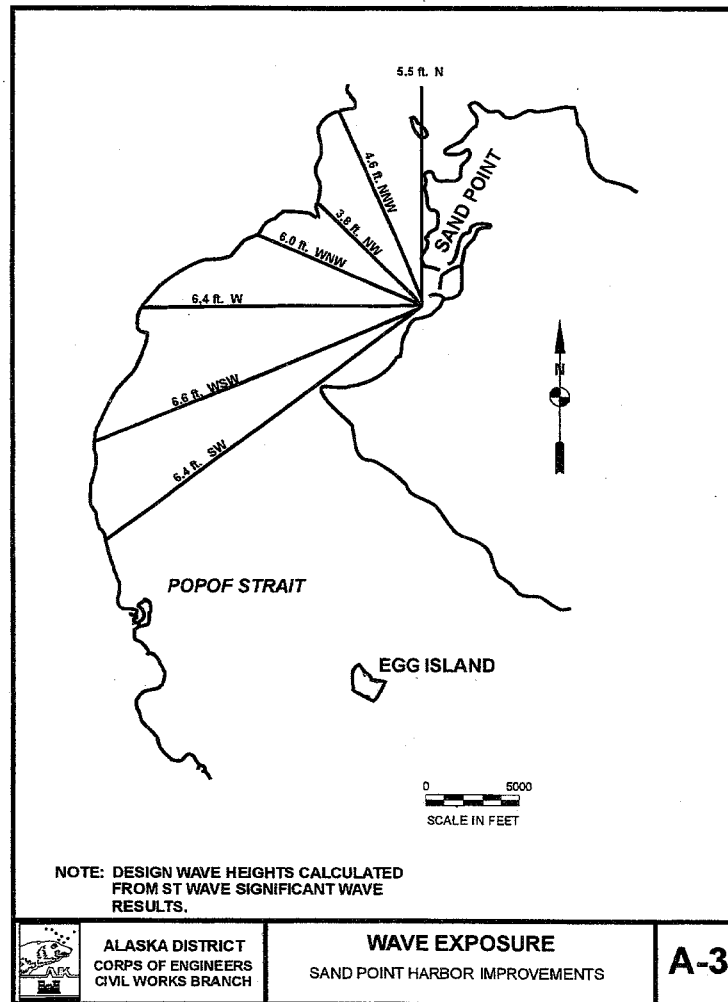 5.5 ft. N
4.6 ft. NNW
3.8 ft. NW
6.0 ft. WNW
6.4 ft. W
6.6 ft. WSW
6.4 ft. SW
SAND POINT
N
POPOF STRAIT
EGG ISLAND
0 5000
SCALE IN FEET
NOTE: DESIGN WAVE HEIGHTS CALCULATED
FROM ST WAVE SIGNIFICANT WAVE
RESULTS.
AK
ALASKA DISTRICT
CORPS OF ENGINEERS
CIVIL WORKS BRANCH
WAVE EXPOSURE
SAND POINT HARBOR IMPROVEMENTS
A-3